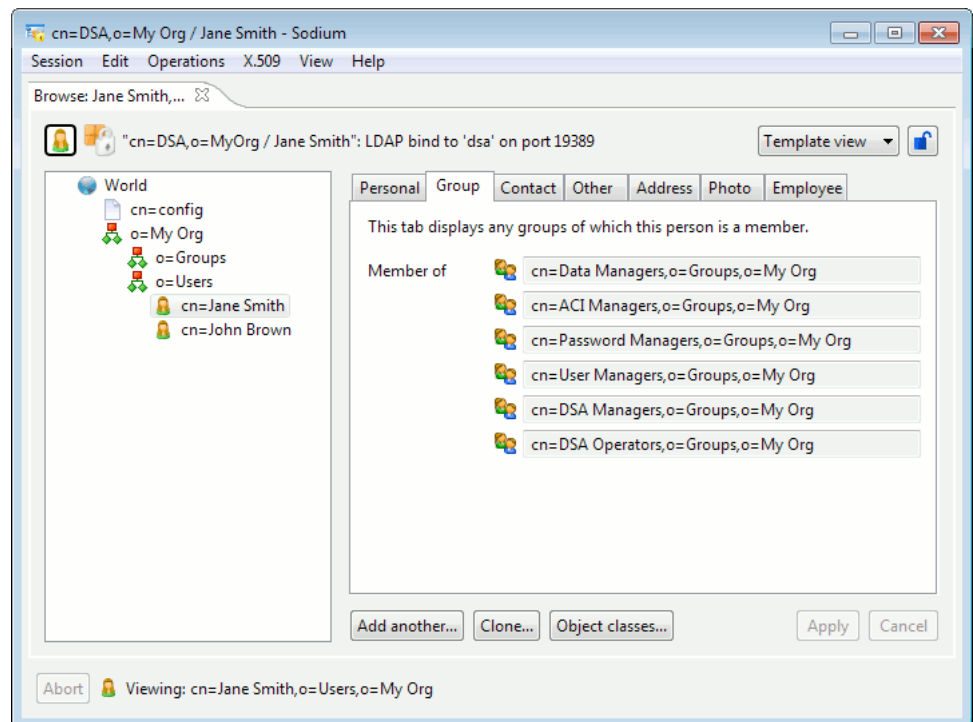 cn=DSA,o=My Org / Jane Smith - Sodium
Session Edit Operations X.509 View Help
Browse: Jane Smith,...
"cn=DSA,o=MyOrg / Jane Smith": LDAP bind to 'dsa' on port 19389
Template view
World
cn=config
o=My Org
o=Groups
o=Users
cn=Jane Smith
cn=John Brown
Personal Group Contact Other Address Photo Employee
This tab displays any groups of which this person is a member.
Member of
cn=Data Managers,o=Groups,o=My Org
cn=ACI Managers,o=Groups,o=My Org
cn=Password Managers,o=Groups,o=My Org
cn=User Managers,o=Groups,o=My Org
cn=DSA Managers,o=Groups,o=My Org
cn=DSA Operators,o=Groups,o=My Org
Add another... Clone... Object classes... Apply Cancel
Abort Viewing: cn=Jane Smith,o=Users,o=My Org